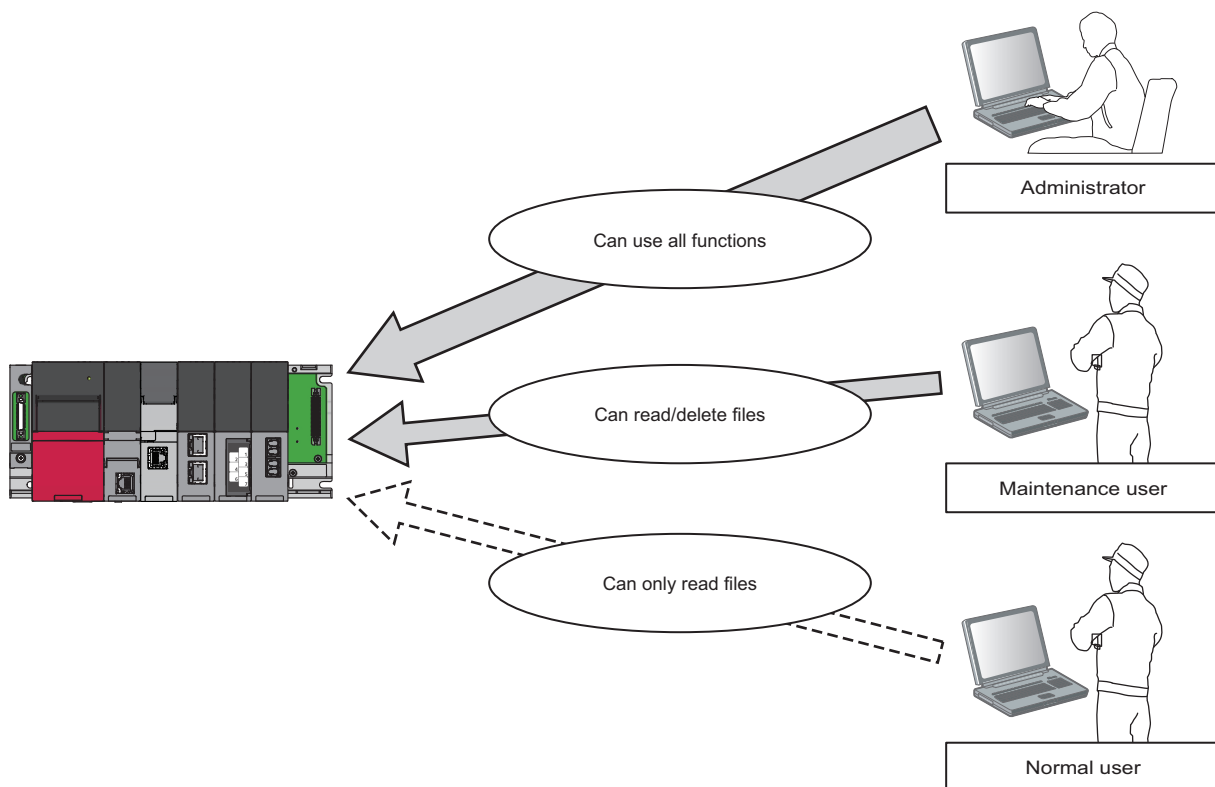 Administrator
Can use all functions
Can read/delete files
Maintenance user
Can only read files
Normal user